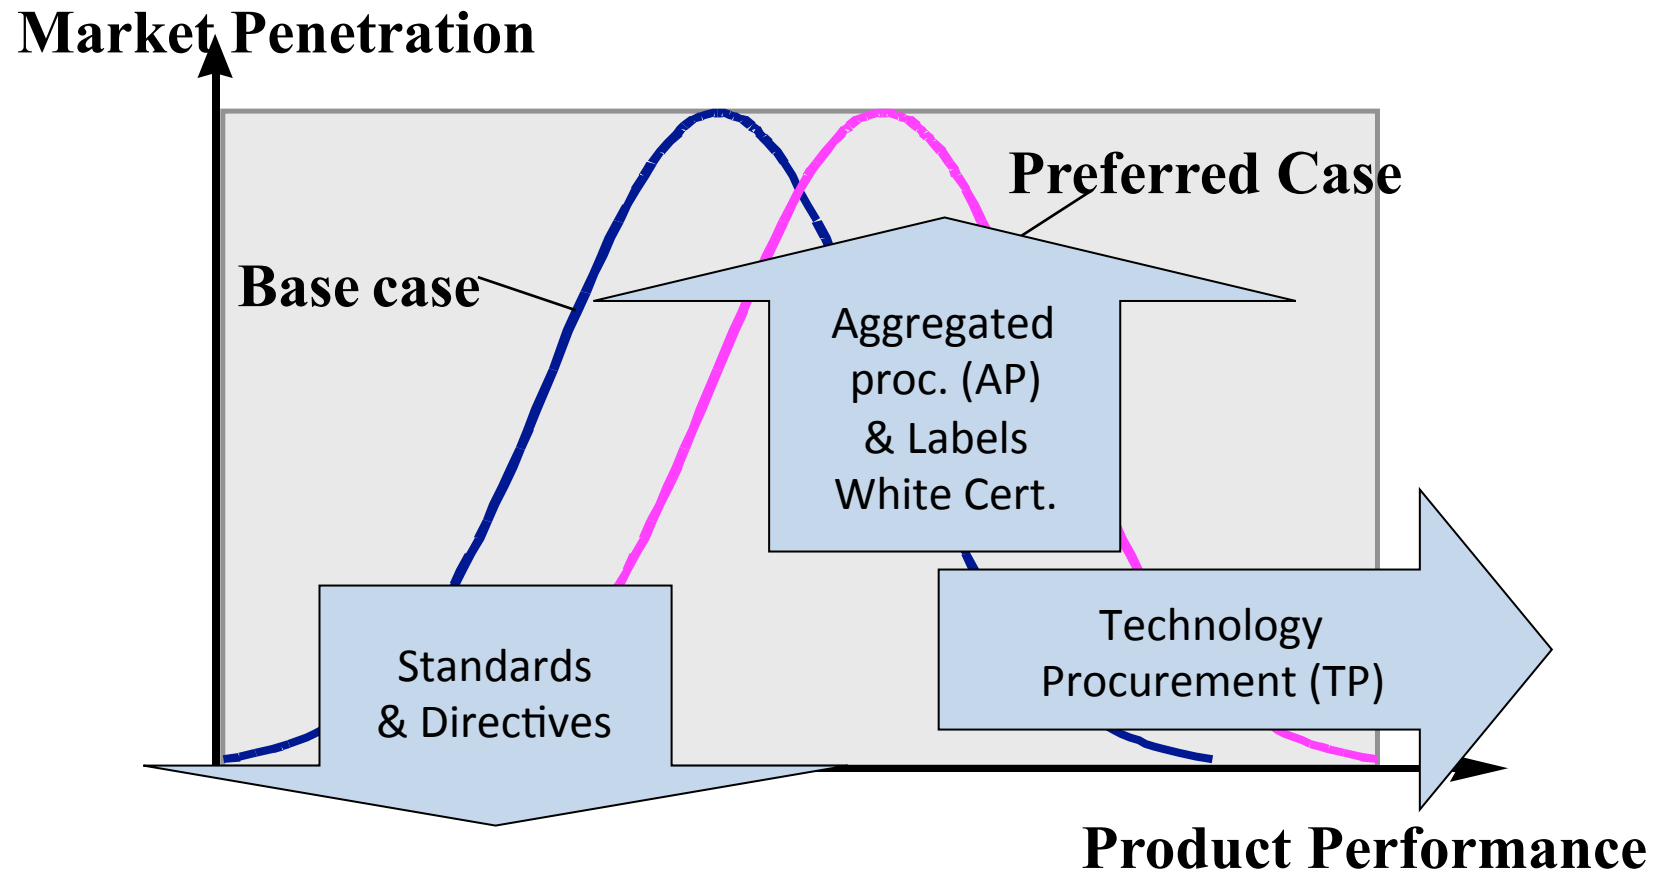 Market Penetration
Preferred Case
Base case
Aggregated
proc. (AP)
& Labels
White Cert.
Technology
Procurement (TP)
Standards
& Directives
Product Performance